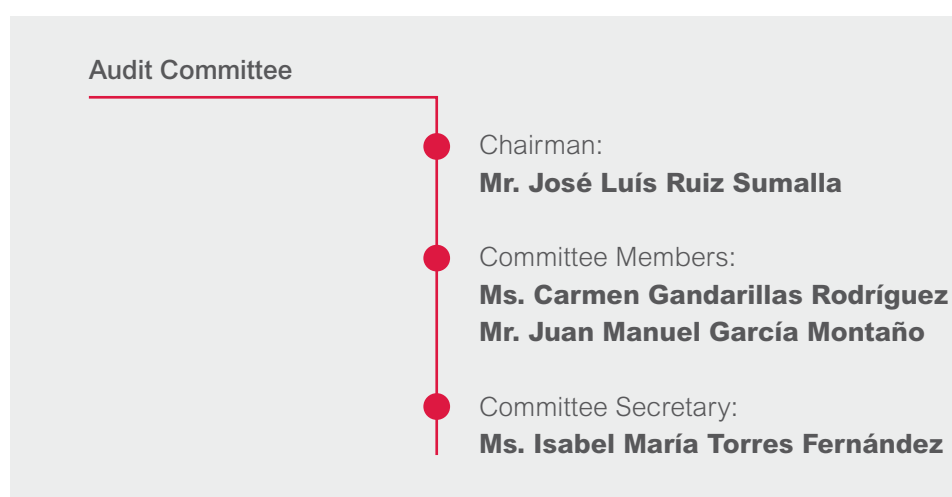 Audit Committee
Chairman:
Mr. José Luís Ruiz Sumalla
Committee Members:
Ms. Carmen Gandarillas Rodríguez
Mr. Juan Manuel García Montaño
Committee Secretary:
Ms. Isabel María Torres Fernández